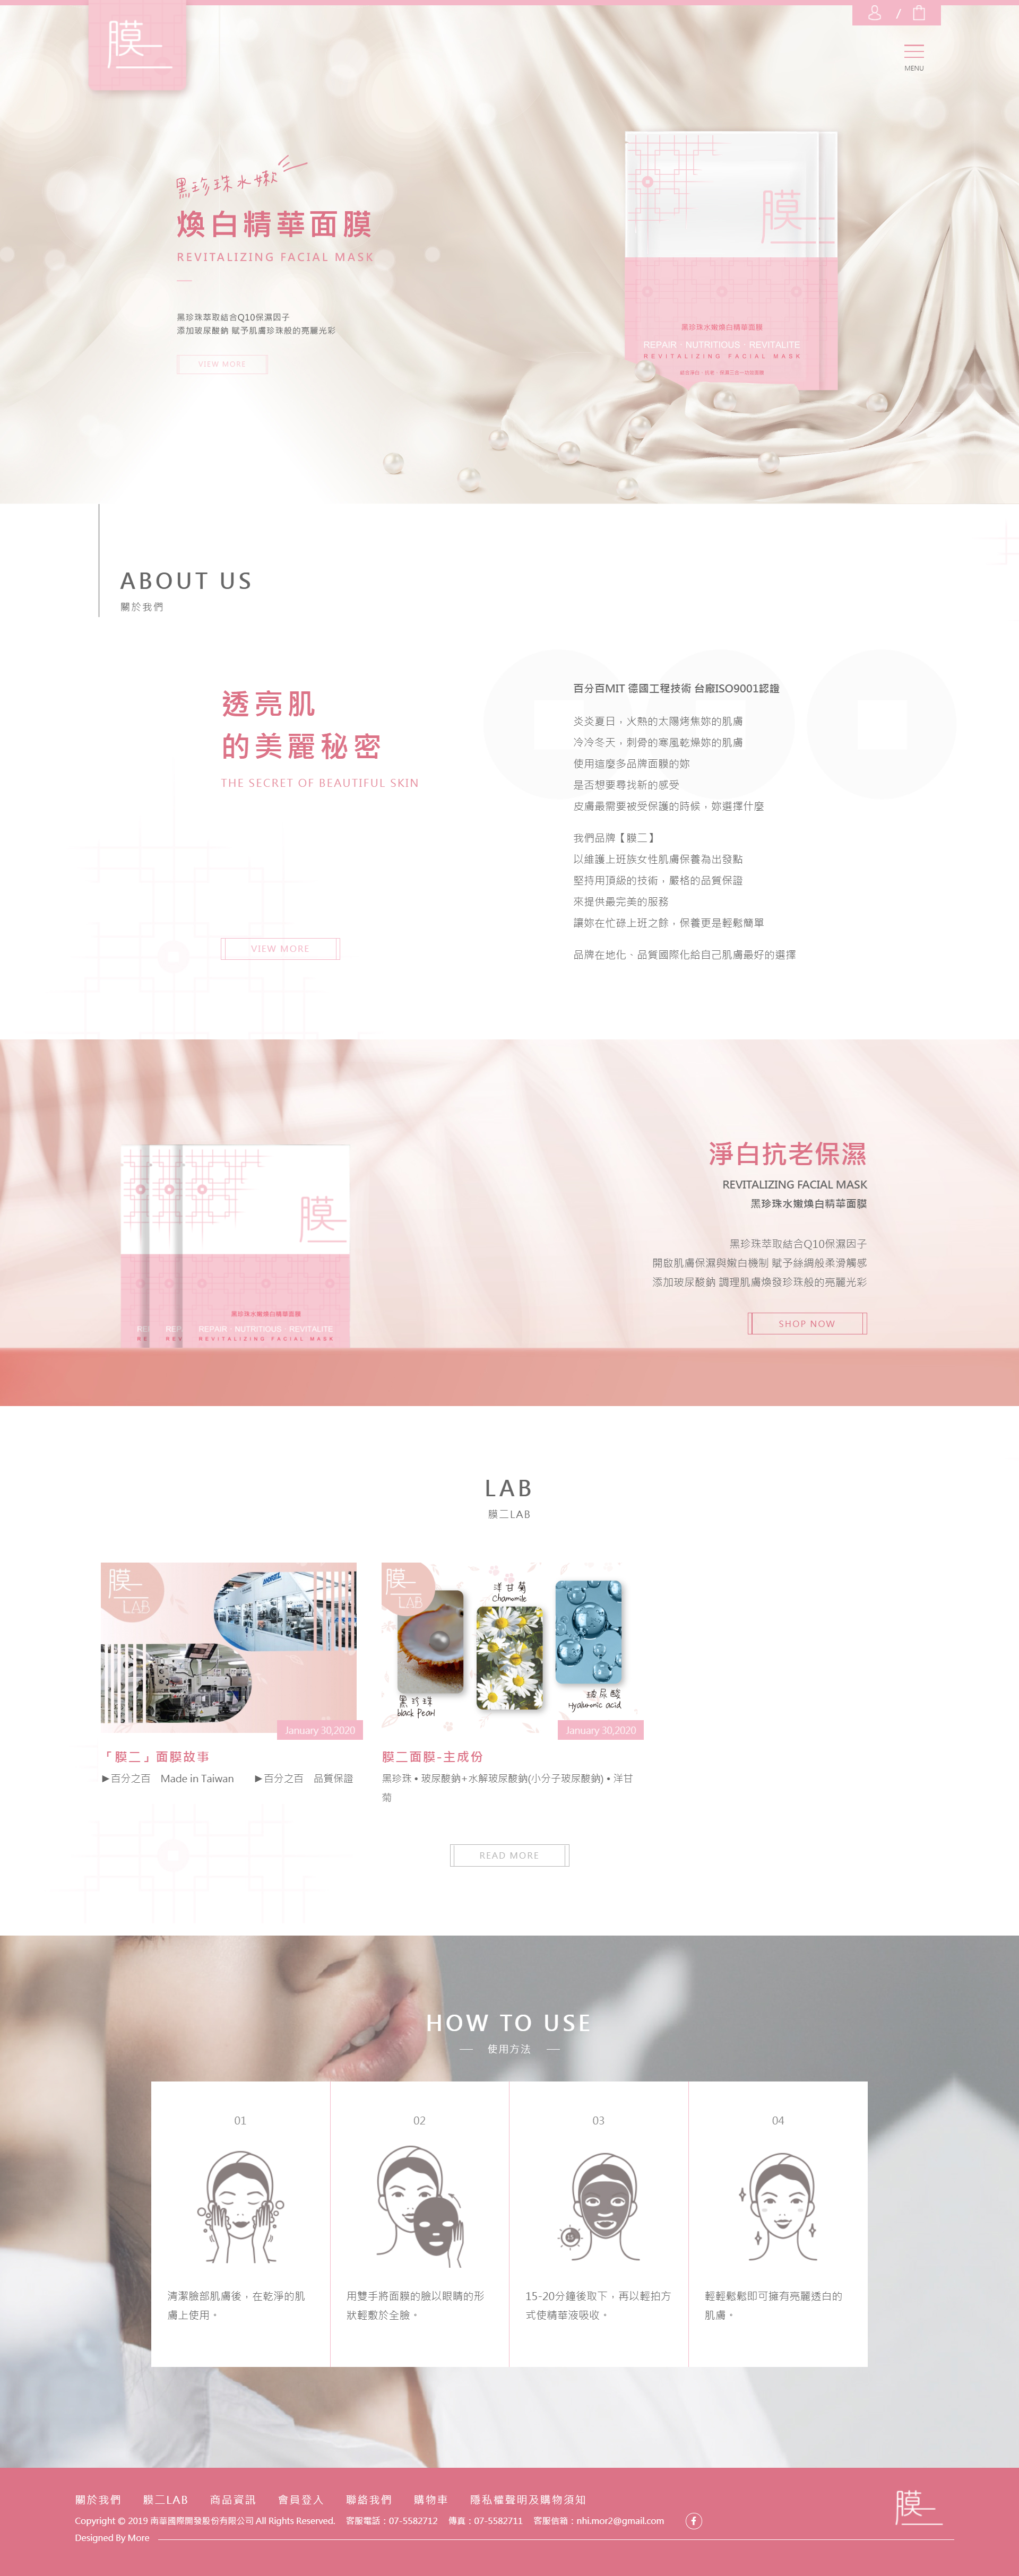 膜
/
MENU
黑珍珠水嫩
煥白精華面膜
REVITALIZING FACIAL MASK
黑珍珠萃取結合Q10保濕因子
添加玻尿酸鈉 賦予肌膚珍珠般的亮麗光彩
VIEW MORE
膜
黑珍珠水嫩煥白精華面膜
REPAIR · NUTRITIOUS · REVITALITE
REVITALIZING FACIAL MASK
ABOUT US
關於我們
透亮肌
的美麗秘密
THE SECRET OF BEAUTIFUL SKIN
VIEW MORE
百分百MIT 德國工程技術 台廠ISO9001認證
炎炎夏日，火熱的太陽烤焦妳的肌膚
冷冷冬天，刺骨的寒風乾燥妳的肌膚
使用這麼多品牌面膜的妳
是否想要尋找新的感受
皮膚最需要被受保護的時候，妳選擇什麼
我們品牌【膜二】
以維護上班族女性肌膚保養為出發點
堅持用頂級的技術，嚴格的品質保證
來提供最完美的服務
讓妳在忙碌上班之餘，保養更是輕鬆簡單
品牌在地化、品質國際化給自己肌膚最好的選擇
膜
黑珍珠水嫩煥白精華面膜
REPAIR · NUTRITIOUS · REVITALITE
REVITALIZING FACIAL MASK
淨白抗老保濕
REVITALIZING FACIAL MASK
黑珍珠水嫩煥白精華面膜
黑珍珠萃取結合Q10保濕因子
開啟肌膚保濕與嫩白機制 賦予絲綢般柔滑觸感
添加玻尿酸鈉 調理肌膚煥發珍珠般的亮麗光彩
SHOP NOW
LAB
膜二LAB
膜
LAB
January 30,2020
「膜二」面膜故事
▶百分之百　Made in Taiwan　　▶百分之百　品質保證
膜
LAB
洋甘菊
Chamomile
黑珍珠
black Pearl
玻尿酸
Hyaluronic acid
January 30,2020
膜二面膜-主成份
黑珍珠 • 玻尿酸鈉+水解玻尿酸鈉(小分子玻尿酸鈉) • 洋甘
菊
READ MORE
HOW TO USE
使用方法
01
清潔臉部肌膚後，在乾淨的肌
膚上使用。
02
用雙手將面膜的臉以眼睛的形
狀輕敷於全臉。
03
15-20分鐘後取下，再以輕拍方
式使精華液吸收。
04
輕輕鬆鬆即可擁有亮麗透白的
肌膚。
關於我們　膜二LAB　商品資訊　會員登入　聯絡我們　購物車　隱私權聲明及購物須知
Copyright © 2019 南菲國際開發股份有限公司 All Rights Reserved.　客服電話：07-5582712　傳真：07-5582711　客服信箱：nhi.mor2@gmail.com
Designed By More
膜